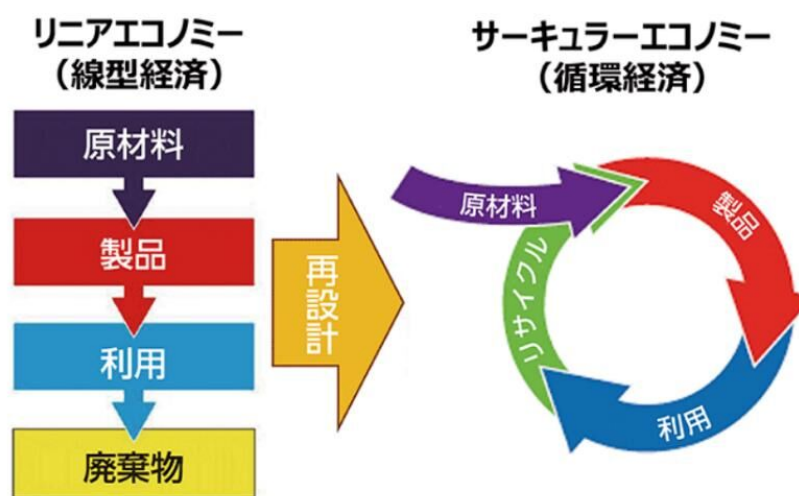 リニアエコノミー
（線型経済）
原材料
製品
利用
廃棄物
再設計
サーキュラーエコノミー
（循環経済）
原材料
製品
利用
リサイクル